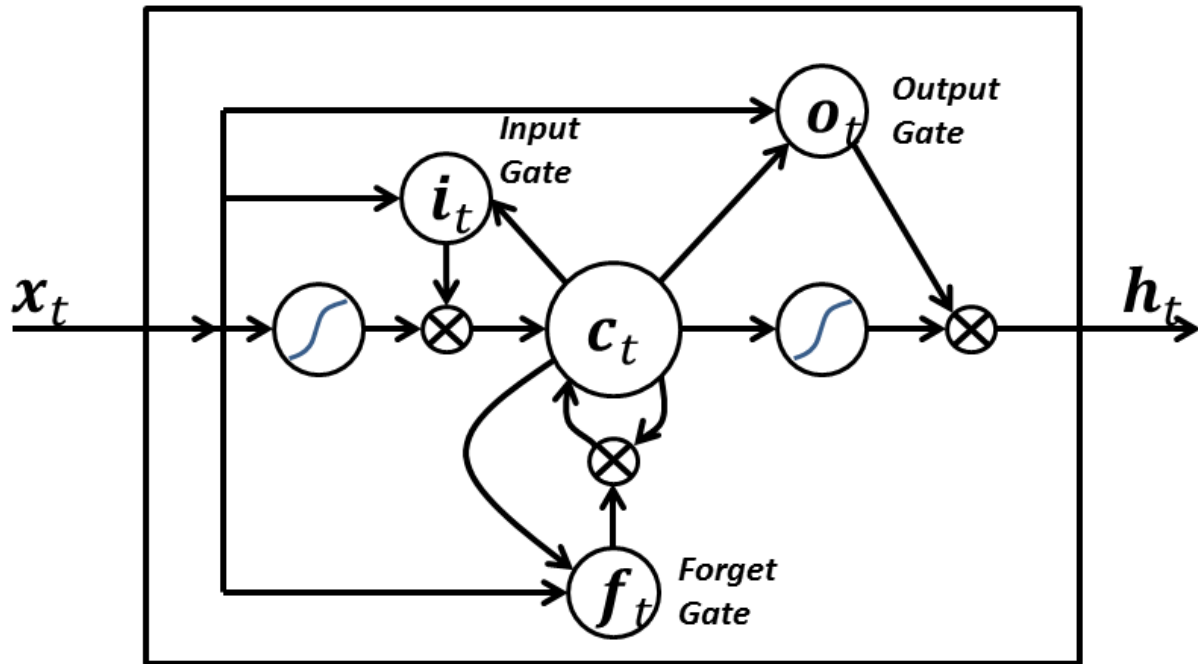 Output
Gate
o_t
Input
Gate
i_t
x_t
c_t
h_t
Forget
Gate
f_t